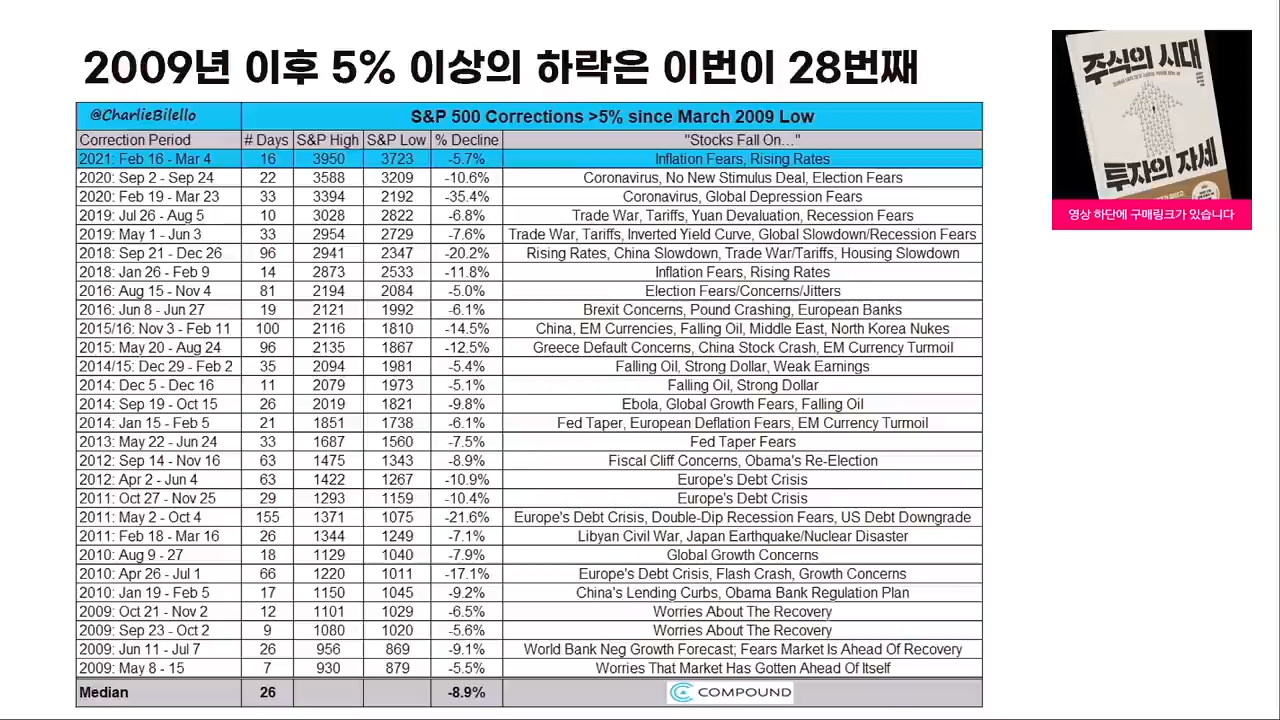 2009년 이후 5% 이상의 하락은 이번이 28번째
@CharlieBilello S&P 500 Corrections >5% since March 2009 Low
Correction Period # Days S&P High S&P Low % Decline "Stocks Fall On..."
2021: Feb 16 - Mar 4 16 3950 3723 -5.7% Inflation Fears, Rising Rates
2020: Sep 2 - Sep 24 22 3588 3209 -10.6% Coronavirus, No New Stimulus Deal, Election Fears
2020: Feb 19 - Mar 23 33 3394 2192 -35.4% Coronavirus, Global Depression Fears
2019: Jul 26 - Aug 5 10 3028 2822 -6.8% Trade War, Tariffs, Yuan Devaluation, Recession Fears
2019: May 1 - Jun 3 33 2954 2729 -7.6% Trade War, Tariffs, Inverted Yield Curve, Global Slowdown/Recession Fears
2018: Sep 21 - Dec 26 96 2941 2347 -20.2% Rising Rates, China Slowdown, Trade War/Tariffs, Housing Slowdown
2018: Jan 26 - Feb 9 14 2873 2533 -11.8% Inflation Fears, Rising Rates
2016: Aug 15 - Nov 4 81 2194 2084 -5.0% Election Fears/Concerns/Jitters
2016: Jun 8 - Jun 27 19 2121 1992 -6.1% Brexit Concerns, Pound Crashing, European Banks
2015/16: Nov 3 - Feb 11 100 2116 1810 -14.5% China, EM Currencies, Falling Oil, Middle East, North Korea Nukes
2015: May 20 - Aug 24 96 2135 1867 -12.5% Greece Default Concerns, China Stock Crash, EM Currency Turmoil
2014/15: Dec 29 - Feb 2 35 2094 1981 -5.4% Falling Oil, Strong Dollar, Weak Earnings
2014: Dec 5 - Dec 16 11 2079 1973 -5.1% Falling Oil, Strong Dollar
2014: Sep 19 - Oct 15 26 2019 1821 -9.8% Ebola, Global Growth Fears, Falling Oil
2014: Jan 15 - Feb 5 21 1851 1738 -6.1% Fed Taper, European Deflation Fears, EM Currency Turmoil
2013: May 22 - Jun 24 33 1687 1560 -7.5% Fed Taper Fears
2012: Sep 14 - Nov 16 63 1475 1343 -8.9% Fiscal Cliff Concerns, Obama's Re-Election
2012: Apr 2 - Jun 4 63 1422 1267 -10.9% Europe's Debt Crisis
2011: Oct 27 - Nov 25 29 1293 1159 -10.4% Europe's Debt Crisis
2011: May 2 - Oct 4 155 1371 1075 -21.6% Europe's Debt Crisis, Double-Dip Recession Fears, US Debt Downgrade
2011: Feb 18 - Mar 16 26 1344 1249 -7.1% Libyan Civil War, Japan Earthquake/Nuclear Disaster
2010: Aug 9 - 27 18 1129 1040 -7.9% Global Growth Concerns
2010: Apr 26 - Jul 1 66 1220 1011 -17.1% Europe's Debt Crisis, Flash Crash, Growth Concerns
2010: Jan 19 - Feb 5 17 1150 1045 -9.2% China's Lending Curbs, Obama Bank Regulation Plan
2009: Oct 21 - Nov 2 12 1101 1029 -6.5% Worries About The Recovery
2009: Sep 23 - Oct 2 9 1080 1020 -5.6% Worries About The Recovery
2009: Jun 11 - Jul 7 26 956 869 -9.1% World Bank Neg Growth Forecast; Fears Market Is Ahead Of Recovery
2009: May 8 - 15 7 930 879 -5.5% Worries That Market Has Gotten Ahead Of Itself
Median 26 -8.9% COMPOUND
주식의 시대
투자의 자세
영상 하단에 구매링크가 있습니다